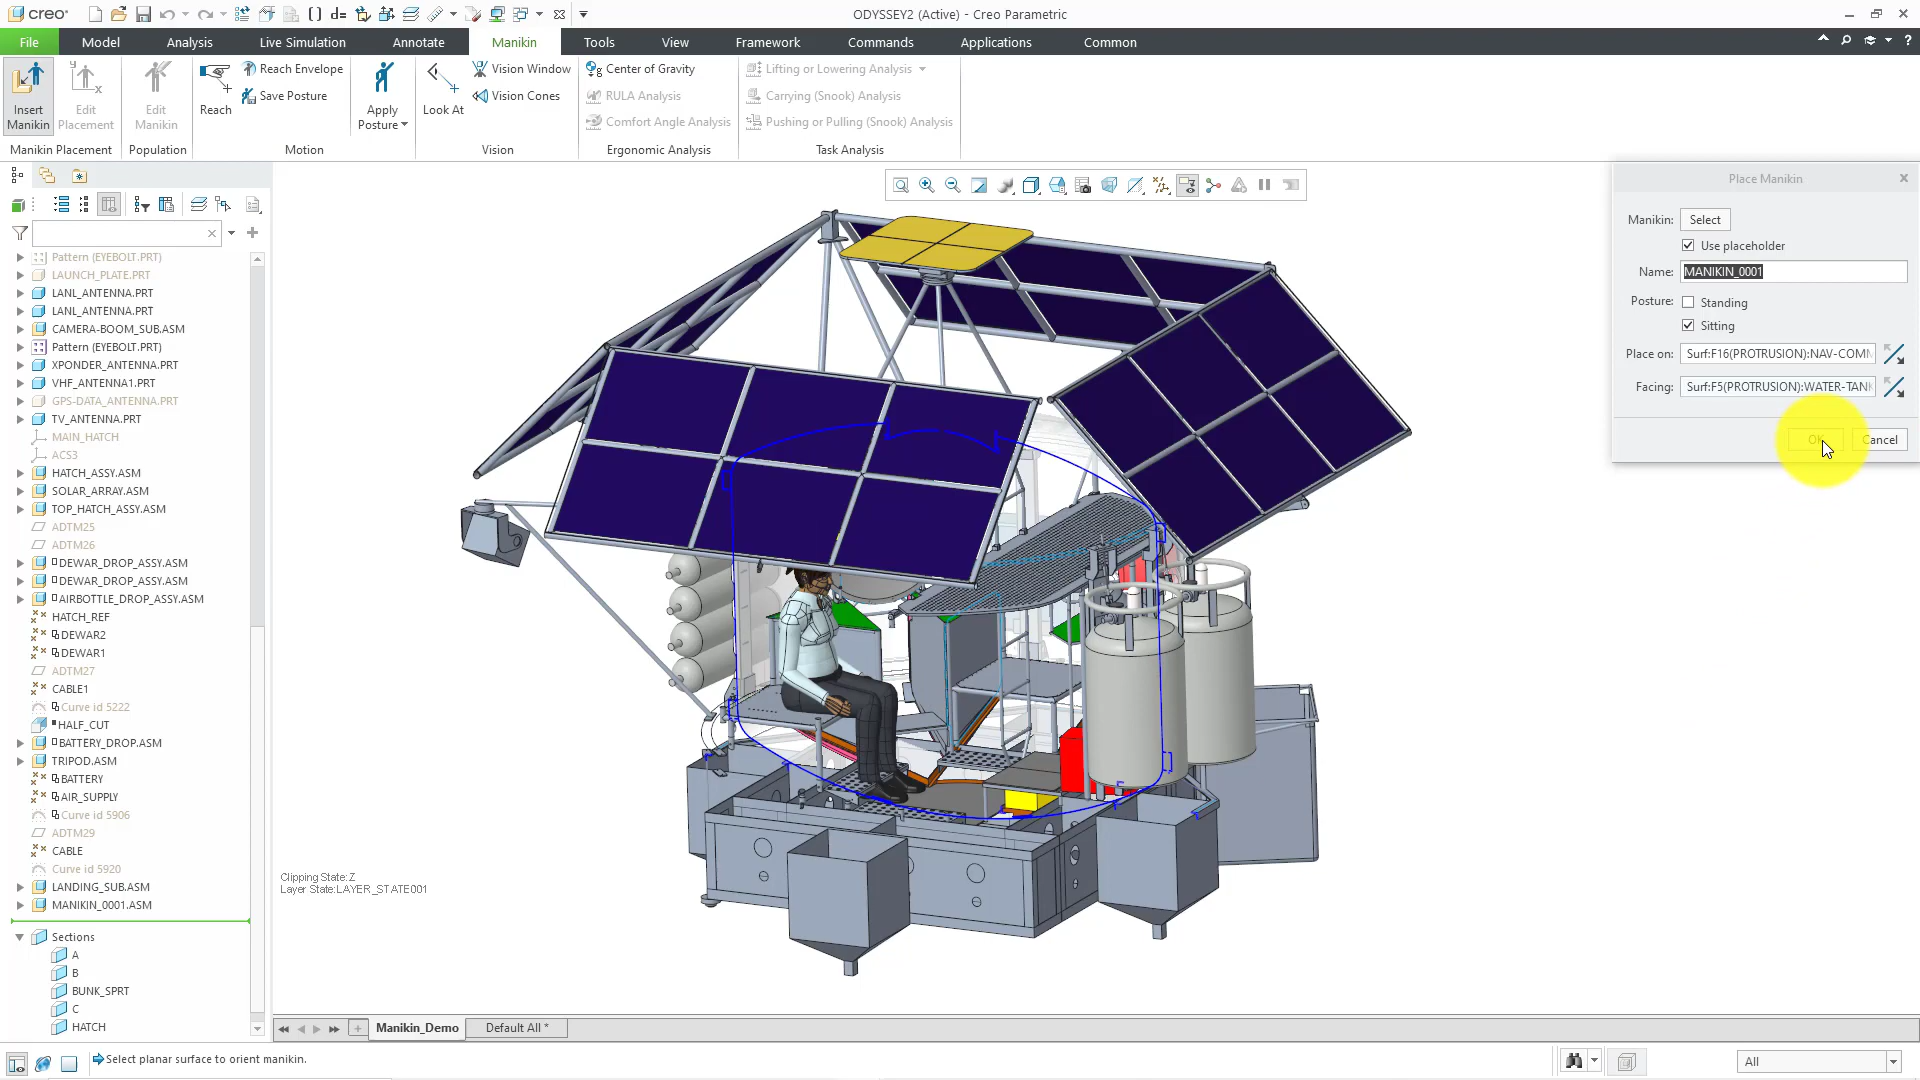 creo
ODYSSEY2 (Active) - Creo Parametric
File
Model
Analysis
Live Simulation
Annotate
Manikin
Tools
View
Framework
Commands
Applications
Common
Insert
Manikin
Edit
Placement
Manikin Placement
Edit
Manikin
Population
Reach
Reach Envelope
Save Posture
Apply
Posture
Motion
Look At
Vision Window
Vision Cones
Vision
Center of Gravity
RULA Analysis
Comfort Angle Analysis
Ergonomic Analysis
Lifting or Lowering Analysis
Carrying (Snook) Analysis
Pushing or Pulling (Snook) Analysis
Task Analysis
Pattern (EYEBOLT.PRT)
LAUNCH_PLATE.PRT
LANL_ANTENNA.PRT
LANL_ANTENNA.PRT
CAMERA-BOOM_SUB.ASM
Pattern (EYEBOLT.PRT)
XPONDER_ANTENNA.PRT
VHF_ANTENNA1.PRT
GPS-DATA_ANTENNA.PRT
TV_ANTENNA.PRT
MAIN_HATCH
ACS3
HATCH_ASSY.ASM
SOLAR_ARRAY.ASM
TOP_HATCH_ASSY.ASM
ADTM25
ADTM26
DEWAR_DROP_ASSY.ASM
DEWAR_DROP_ASSY.ASM
AIRBOTTLE_DROP_ASSY.ASM
HATCH_REF
DEWAR2
DEWAR1
ADTM27
CABLE1
Curve id 5222
HALF_CUT
BATTERY_DROP.ASM
TRIPOD.ASM
BATTERY
AIR_SUPPLY
Curve id 5906
ADTM29
CABLE
Curve id 5920
LANDING_SUB.ASM
MANIKIN_0001.ASM
Sections
A
B
BUNK_SPRT
C
HATCH
Clipping State:Z
Layer State:LAYER_STATE001
Place Manikin
Manikin: Select
Use placeholder
Name: MANIKIN_0001
Posture: Standing
Sitting
Place on: Surf:F16(PROTRUSION):NAV-COMM
Facing: Surf:F5(PROTRUSION):WATER-TANK
OK Cancel
Manikin_Demo
Default All *
Select planar surface to orient manikin.
All